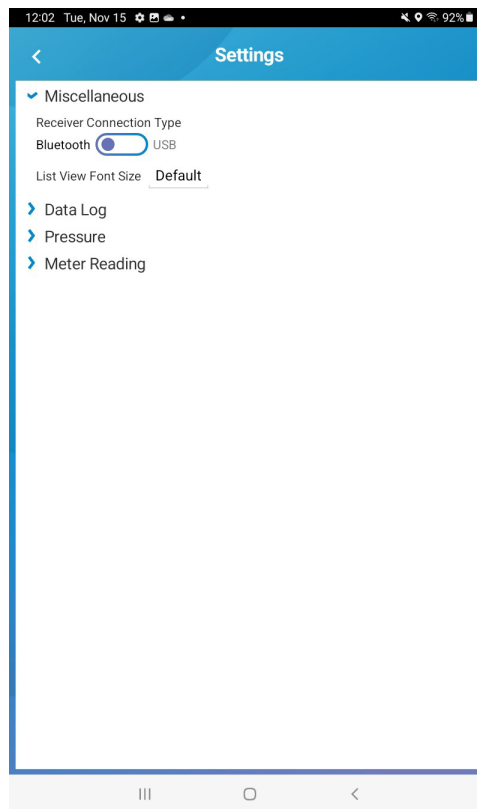 12:02 Tue, Nov 15 92%
Settings
Miscellaneous
Receiver Connection Type
Bluetooth USB
List View Font Size Default
Data Log
Pressure
Meter Reading